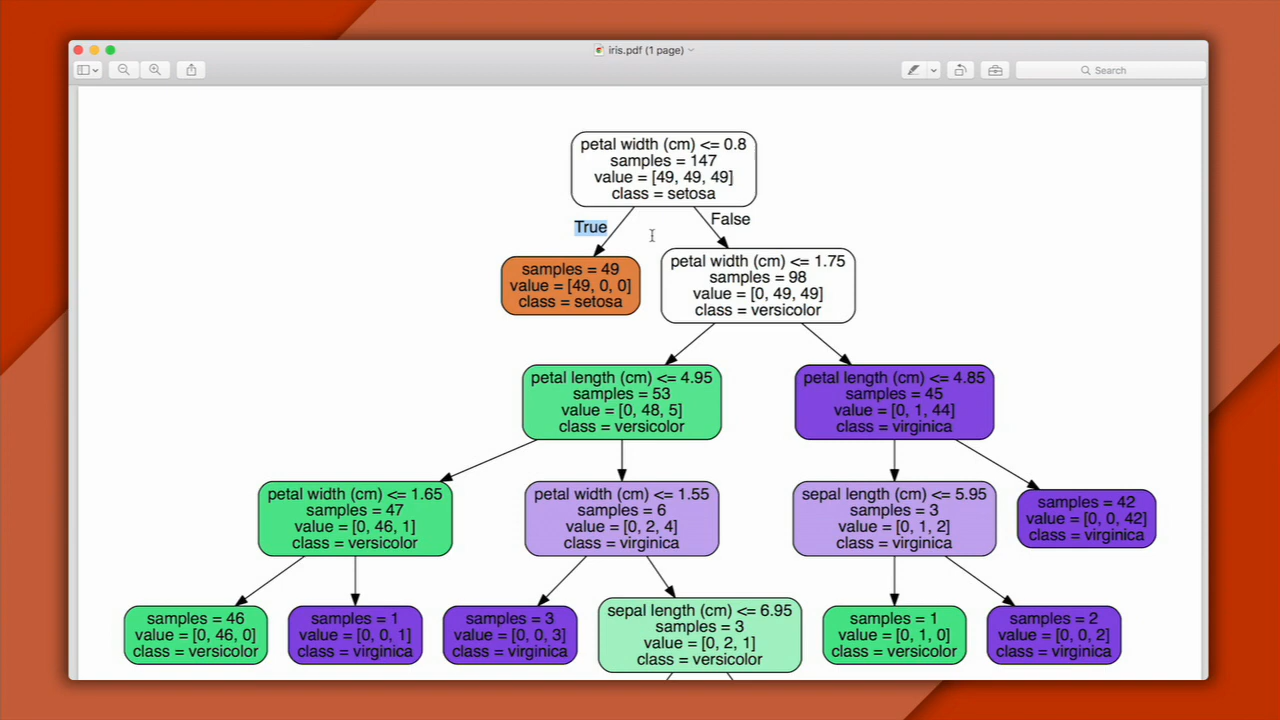 iris.pdf (1 page)
Search
petal width (cm) <= 0.8
samples = 147
value = [49, 49, 49]
class = setosa
True
False
samples = 49
value = [49, 0, 0]
class = setosa
petal width (cm) <= 1.75
samples = 98
value = [0, 49, 49]
class = versicolor
petal length (cm) <= 4.95
samples = 53
value = [0, 48, 5]
class = versicolor
petal length (cm) <= 4.85
samples = 45
value = [0, 1, 44]
class = virginica
petal width (cm) <= 1.65
samples = 47
value = [0, 46, 1]
class = versicolor
petal width (cm) <= 1.55
samples = 6
value = [0, 2, 4]
class = virginica
sepal length (cm) <= 5.95
samples = 3
value = [0, 1, 2]
class = virginica
samples = 42
value = [0, 0, 42]
class = virginica
samples = 46
value = [0, 46, 0]
class = versicolor
samples = 1
value = [0, 0, 1]
class = virginica
samples = 3
value = [0, 0, 3]
class = virginica
sepal length (cm) <= 6.95
samples = 3
value = [0, 2, 1]
class = versicolor
samples = 1
value = [0, 1, 0]
class = versicolor
samples = 2
value = [0, 0, 2]
class = virginica